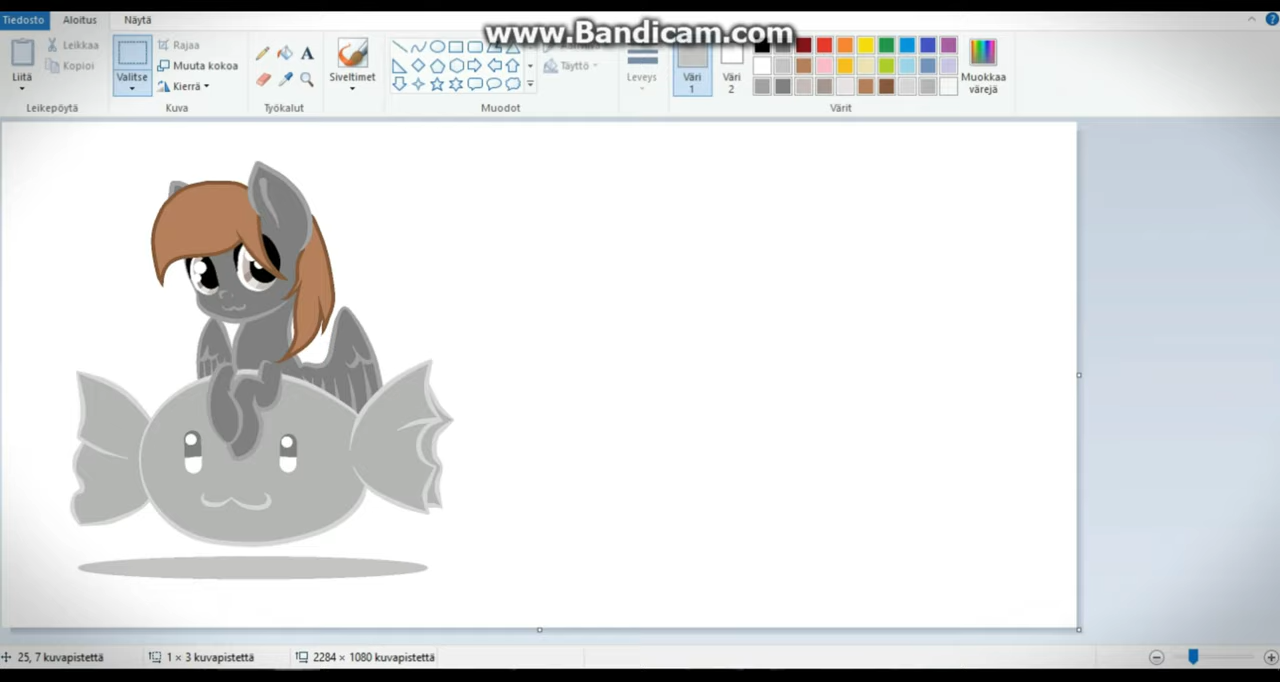 www.Bandicam.com
Tiedosto Aloitus Näytä
Leikkaa
Kopioi
Liitä
Leikepöytä
Rajaa
Muuta kokoa
Kierrä
Valitse
Kuva
A
Työkalut
Siveltimet
Täyttö
Muodot
Leveys
Väri 1
Väri 2
Muokkaa värejä
Värit
25, 7 kuvapistettä
1 × 3 kuvapistettä
2284 × 1080 kuvapistettä